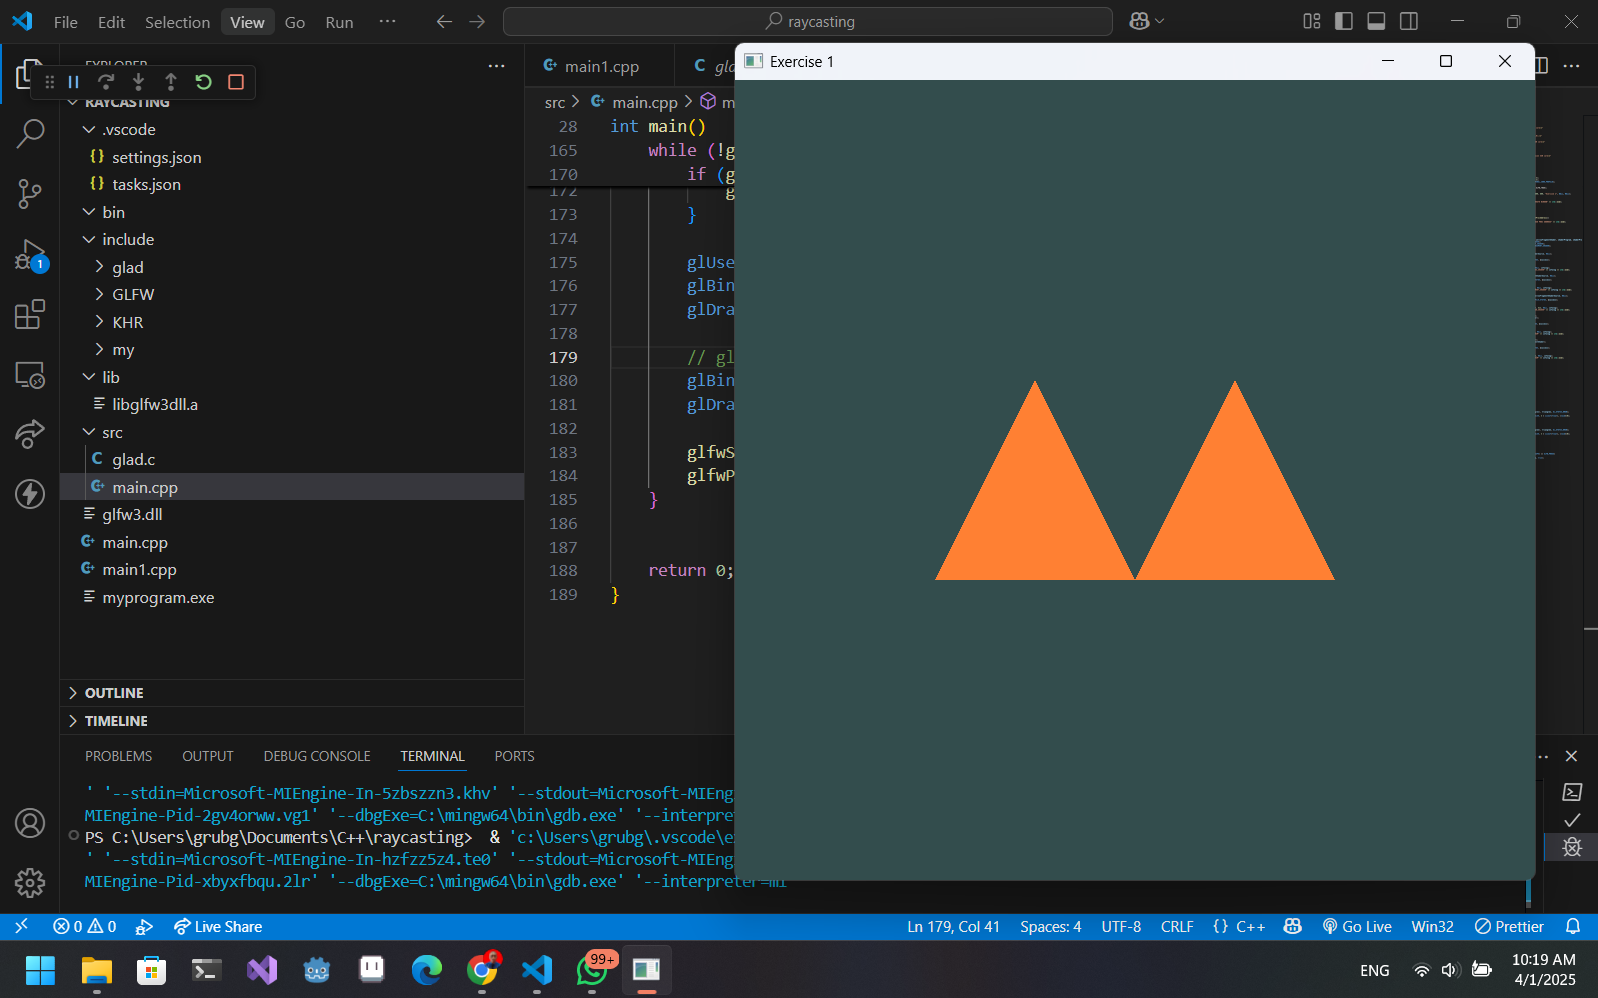 File Edit Selection View Go Run ··· raycasting
EXPLORER
RAYCASTING
.vscode
{} settings.json
{} tasks.json
bin
include
glad
GLFW
KHR
my
lib
libglfw3dll.a
src
C glad.c
main.cpp
glfw3.dll
main.cpp
main1.cpp
myprogram.exe
OUTLINE
TIMELINE
1
main1.cpp C gla
src > main.cpp > m
28 int main()
165 while (!g
170 if (g
172 g
173 }
174
175 glUse
176 glBin
177 glDra
178
179 // gl
180 glBin
181 glDra
182
183 glfwS
184 glfwP
185 }
186
187
188 return 0;
189 }
Exercise 1
PROBLEMS OUTPUT DEBUG CONSOLE TERMINAL PORTS
' '--stdin=Microsoft-MIEngine-In-5zbszzn3.khv' '--stdout=Microsoft-MIEng
MIEngine-Pid-2gv4orww.vg1' '--dbgExe=C:\mingw64\bin\gdb.exe' '--interpre
PS C:\Users\grubg\Documents\C++\raycasting> & 'c:\Users\grubg\.vscode\e
' '--stdin=Microsoft-MIEngine-In-hzfzz5z4.te0' '--stdout=Microsoft-MIEng
MIEngine-Pid-xbyxfbqu.2lr' '--dbgExe=C:\mingw64\bin\gdb.exe' '--interpreter=mi
0 0 Live Share Ln 179, Col 41 Spaces: 4 UTF-8 CRLF {} C++ Go Live Win32 Prettier
99+
ENG
10:19 AM
4/1/2025